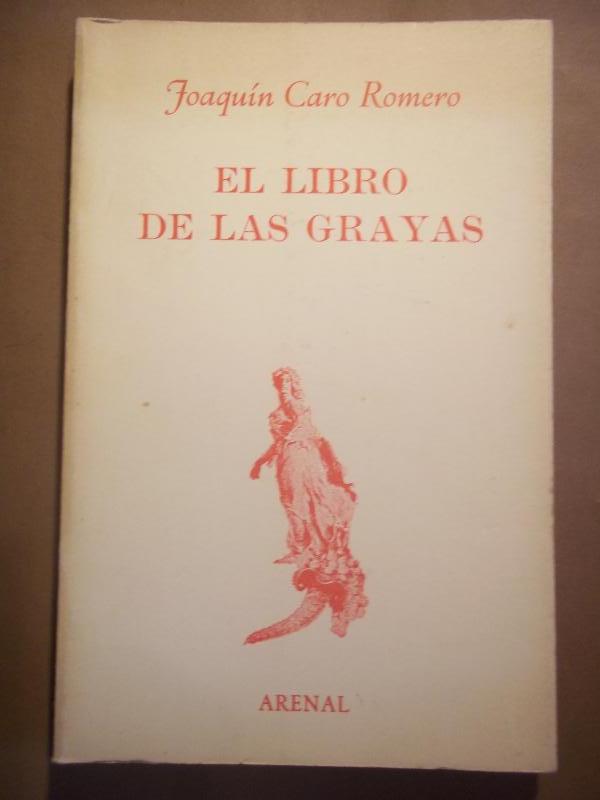 Joaquín Caro Romero
EL LIBRO
DE LAS GRAYAS
ARENAL